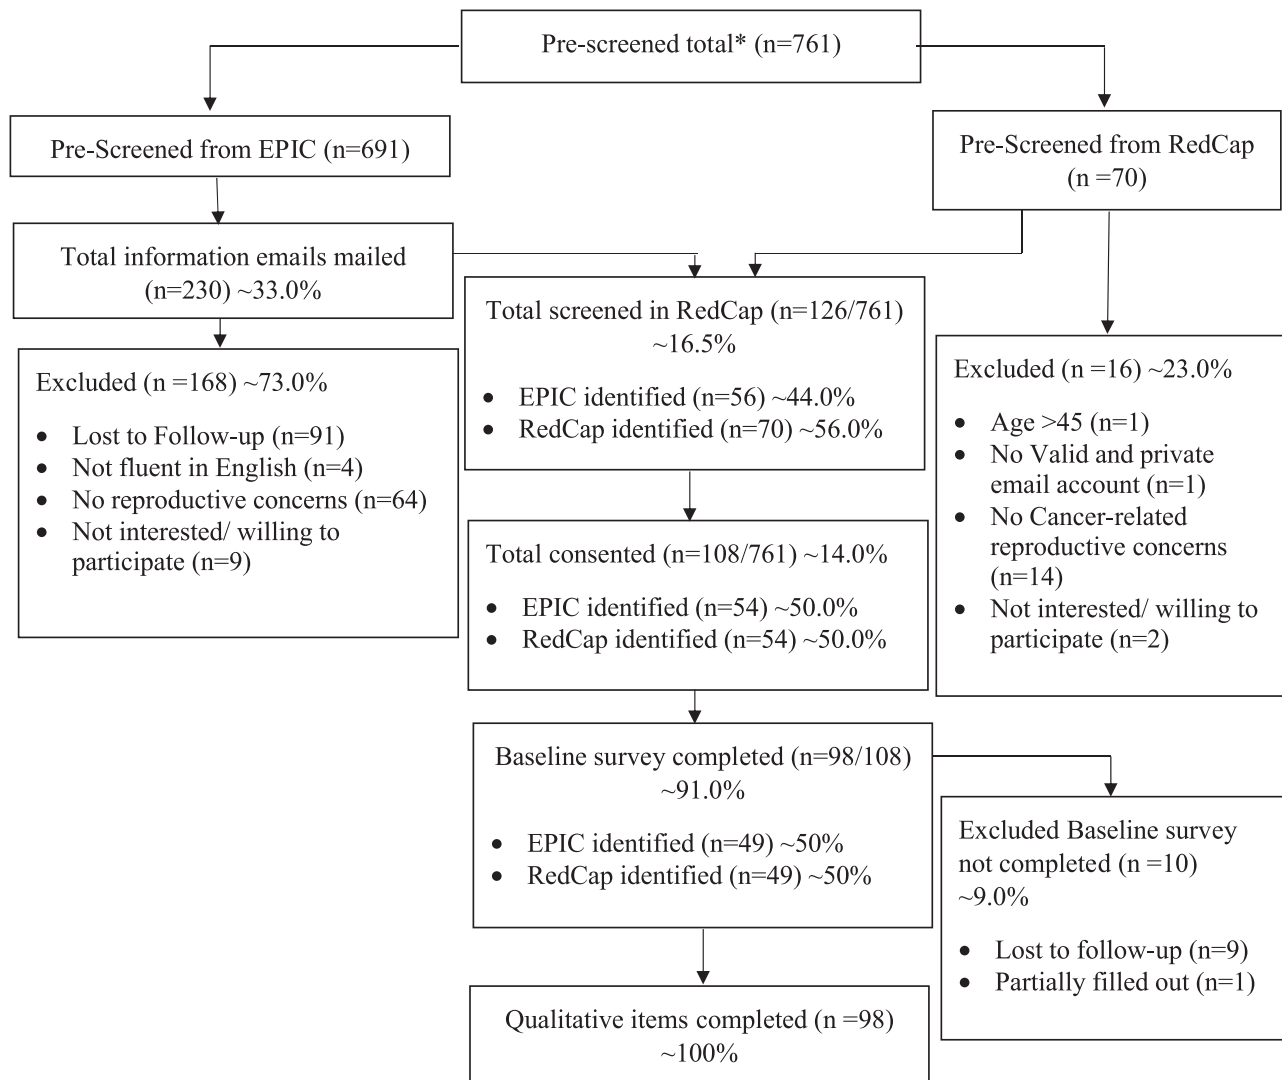 Pre-screened total* (n=761)
Pre-Screened from EPIC (n=691)
Pre-Screened from RedCap
(n =70)
Total information emails mailed
(n=230) ~33.0%
Total screened in RedCap (n=126/761)
~16.5%
• EPIC identified (n=56) ~44.0%
• RedCap identified (n=70) ~56.0%
Excluded (n =168) ~73.0%
• Lost to Follow-up (n=91)
• Not fluent in English (n=4)
• No reproductive concerns (n=64)
• Not interested/ willing to
participate (n=9)
Excluded (n =16) ~23.0%
• Age >45 (n=1)
• No Valid and private
email account (n=1)
• No Cancer-related
reproductive concerns
(n=14)
• Not interested/ willing to
participate (n=2)
Total consented (n=108/761) ~14.0%
• EPIC identified (n=54) ~50.0%
• RedCap identified (n=54) ~50.0%
Baseline survey completed (n=98/108)
~91.0%
• EPIC identified (n=49) ~50%
• RedCap identified (n=49) ~50%
Excluded Baseline survey
not completed (n =10)
~9.0%
• Lost to follow-up (n=9)
• Partially filled out (n=1)
Qualitative items completed (n =98)
~100%